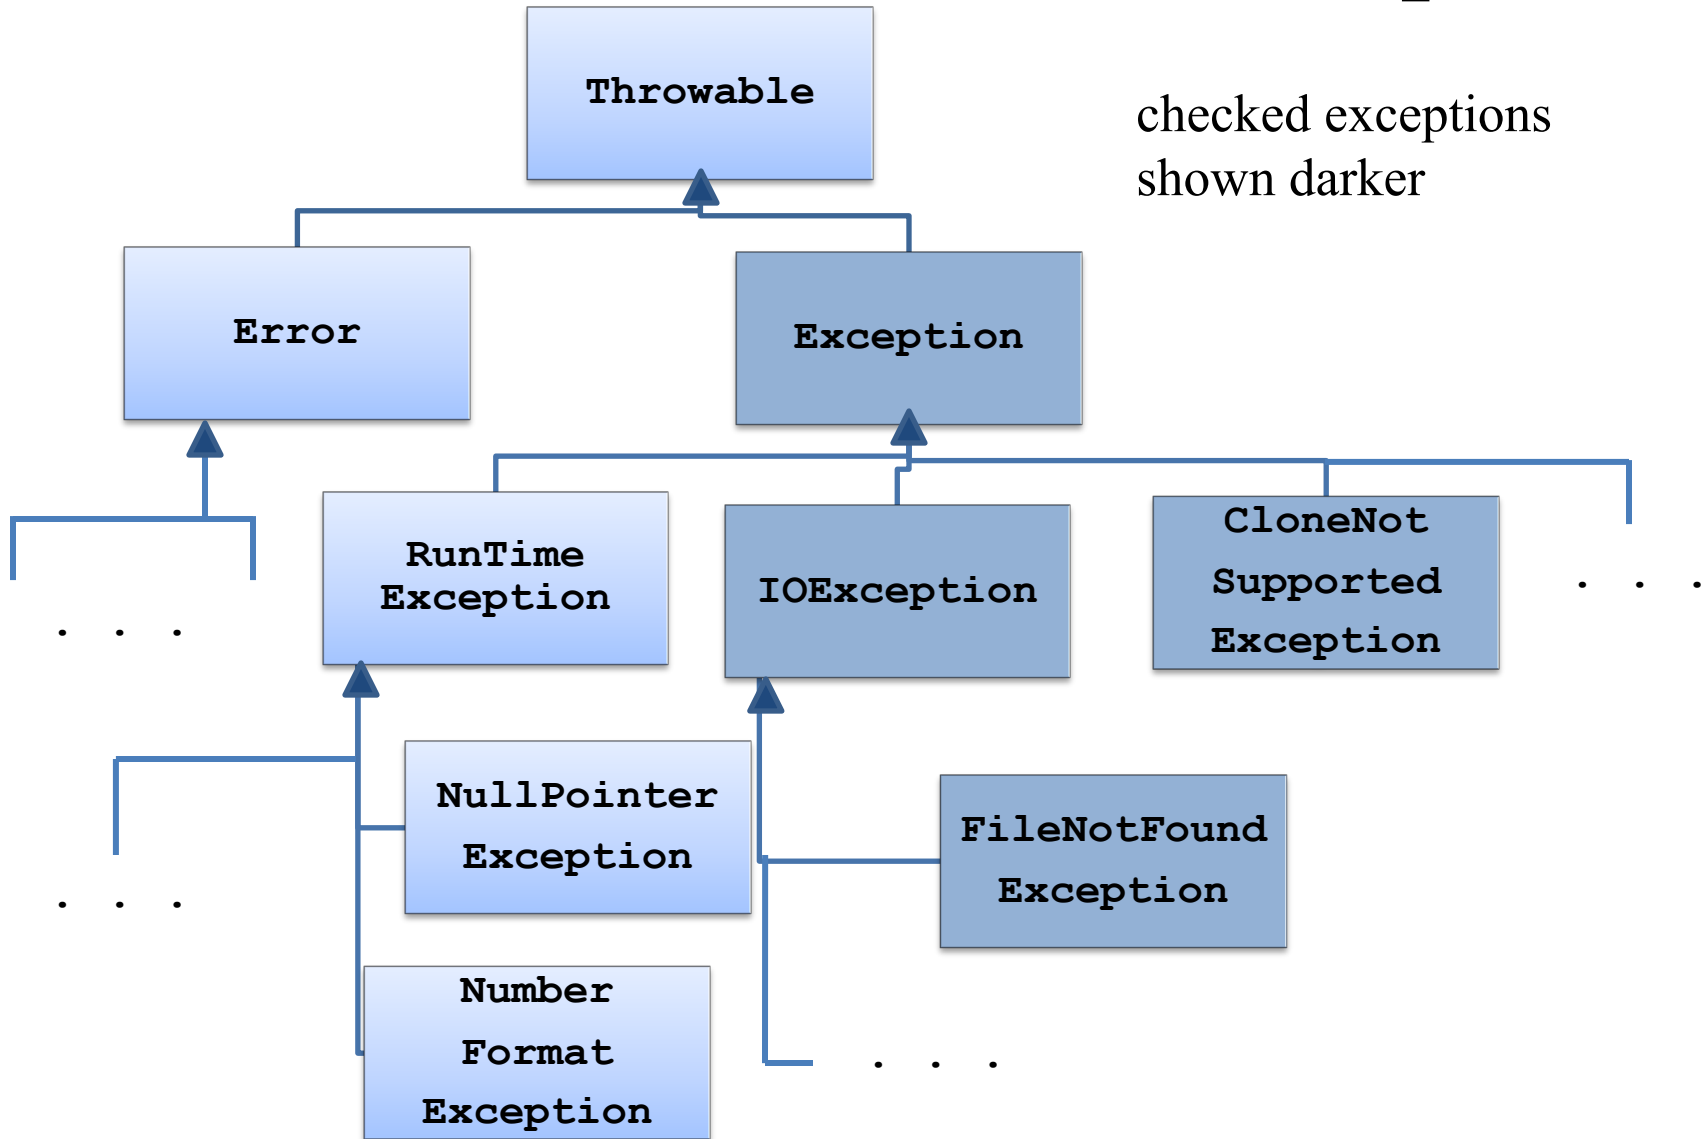 Throwable
checked exceptions
shown darker
Error
Exception
RunTime
Exception
IOException
CloneNot
Supported
Exception
. . .
. . .
NullPointer
Exception
FileNotFound
Exception
. . .
Number
Format
Exception
. . .